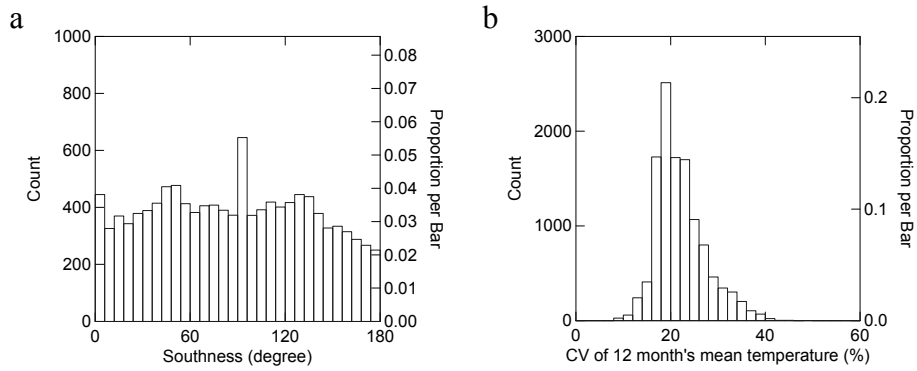 a
1000
800
600
400
200
0
Count
0.08
0.07
0.06
0.05
0.04
0.03
0.02
0.01
0.00
Proportion per Bar
0 60 120 180
Southness (degree)
b
3000
2000
1000
0
Count
0.2
0.1
0.0
Proportion per Bar
0 20 40 60
CV of 12 month's mean temperature (%)